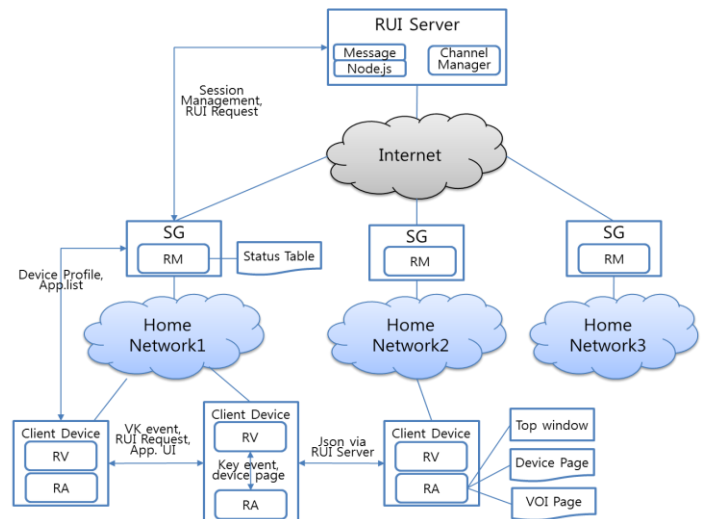 RUI Server
Message
Node.js
Channel
Manager
Session
Management,
RUI Request
Internet
SG
RM
Status Table
SG
RM
SG
RM
Device Profile,
App.list
Home
Network1
Home
Network2
Home
Network3
Client Device
RV
RA
VK event,
RUI Request,
App. UI
Client Device
RV
Key event,
device page
RA
Json via
RUI Server
Client Device
RV
RA
Top window
Device Page
VOI Page